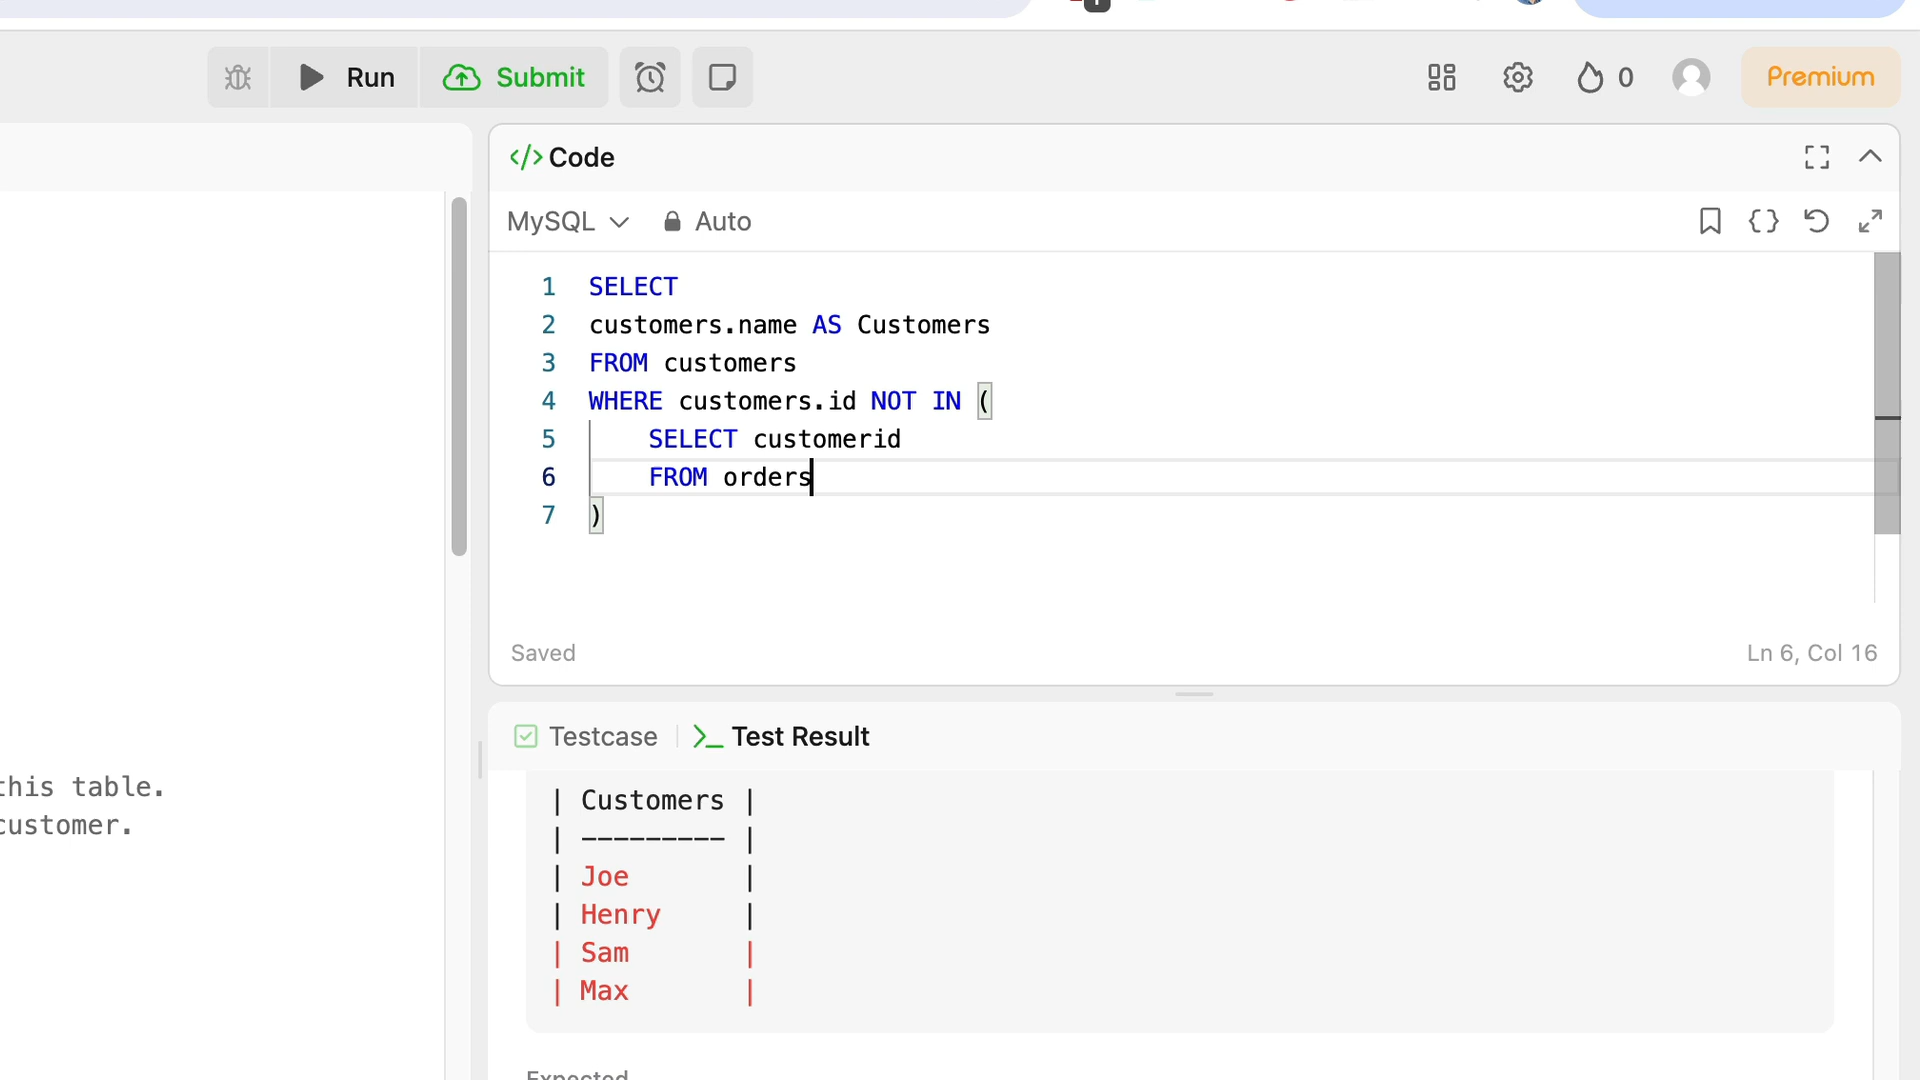 Run
Submit
0
Premium
</> Code
MySQL
Auto
1 SELECT
2 customers.name AS Customers
3 FROM customers
4 WHERE customers.id NOT IN (
5 SELECT customerid
6 FROM orders
7 )
Saved
Ln 6, Col 16
this table.
customer.
Testcase
>_ Test Result
| Customers |
| --------- |
| Joe |
| Henry |
| Sam |
| Max |
Expected